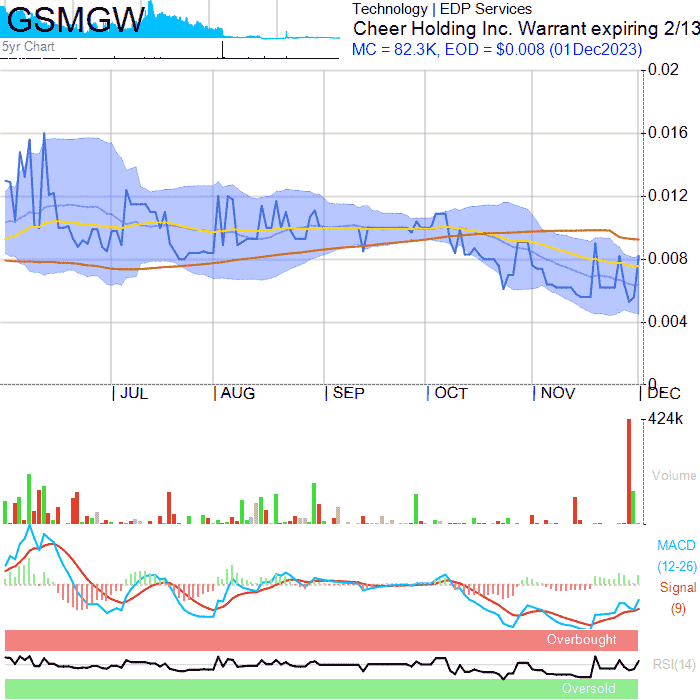 GSMGW
5yr Chart
Technology | EDP Services
Cheer Holding Inc. Warrant expiring 2/13
MC = 82.3K, EOD = $0.008 (01Dec2023)
0.02
0.016
0.012
0.008
0.004
0
JUL AUG SEP OCT NOV DEC
424k
Volume
MACD
(12-26)
Signal
(9)
Overbought
RSI(14)
Oversold